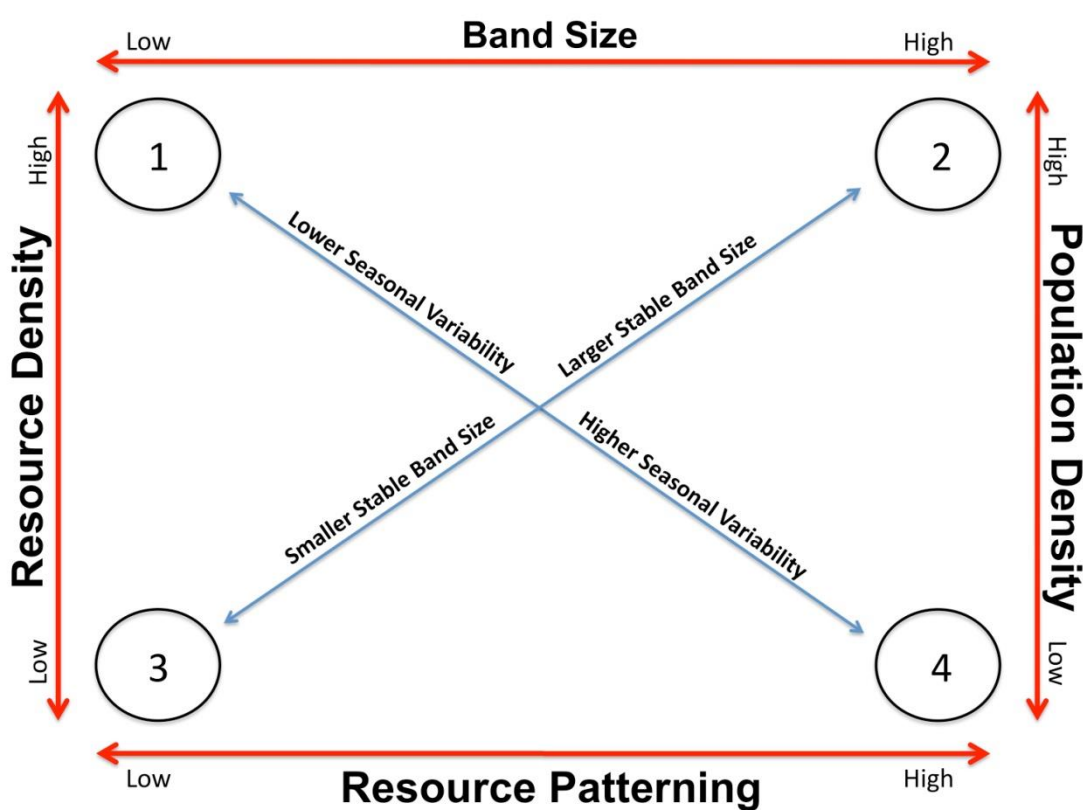 Band Size
Low
High
High
High
1
2
Lower Seasonal Variability
Larger Stable Band Size
Resource Density
Population Density
Smaller Stable Band Size
Higher Seasonal Variability
3
4
Low
Low
Low
High
Resource Patterning